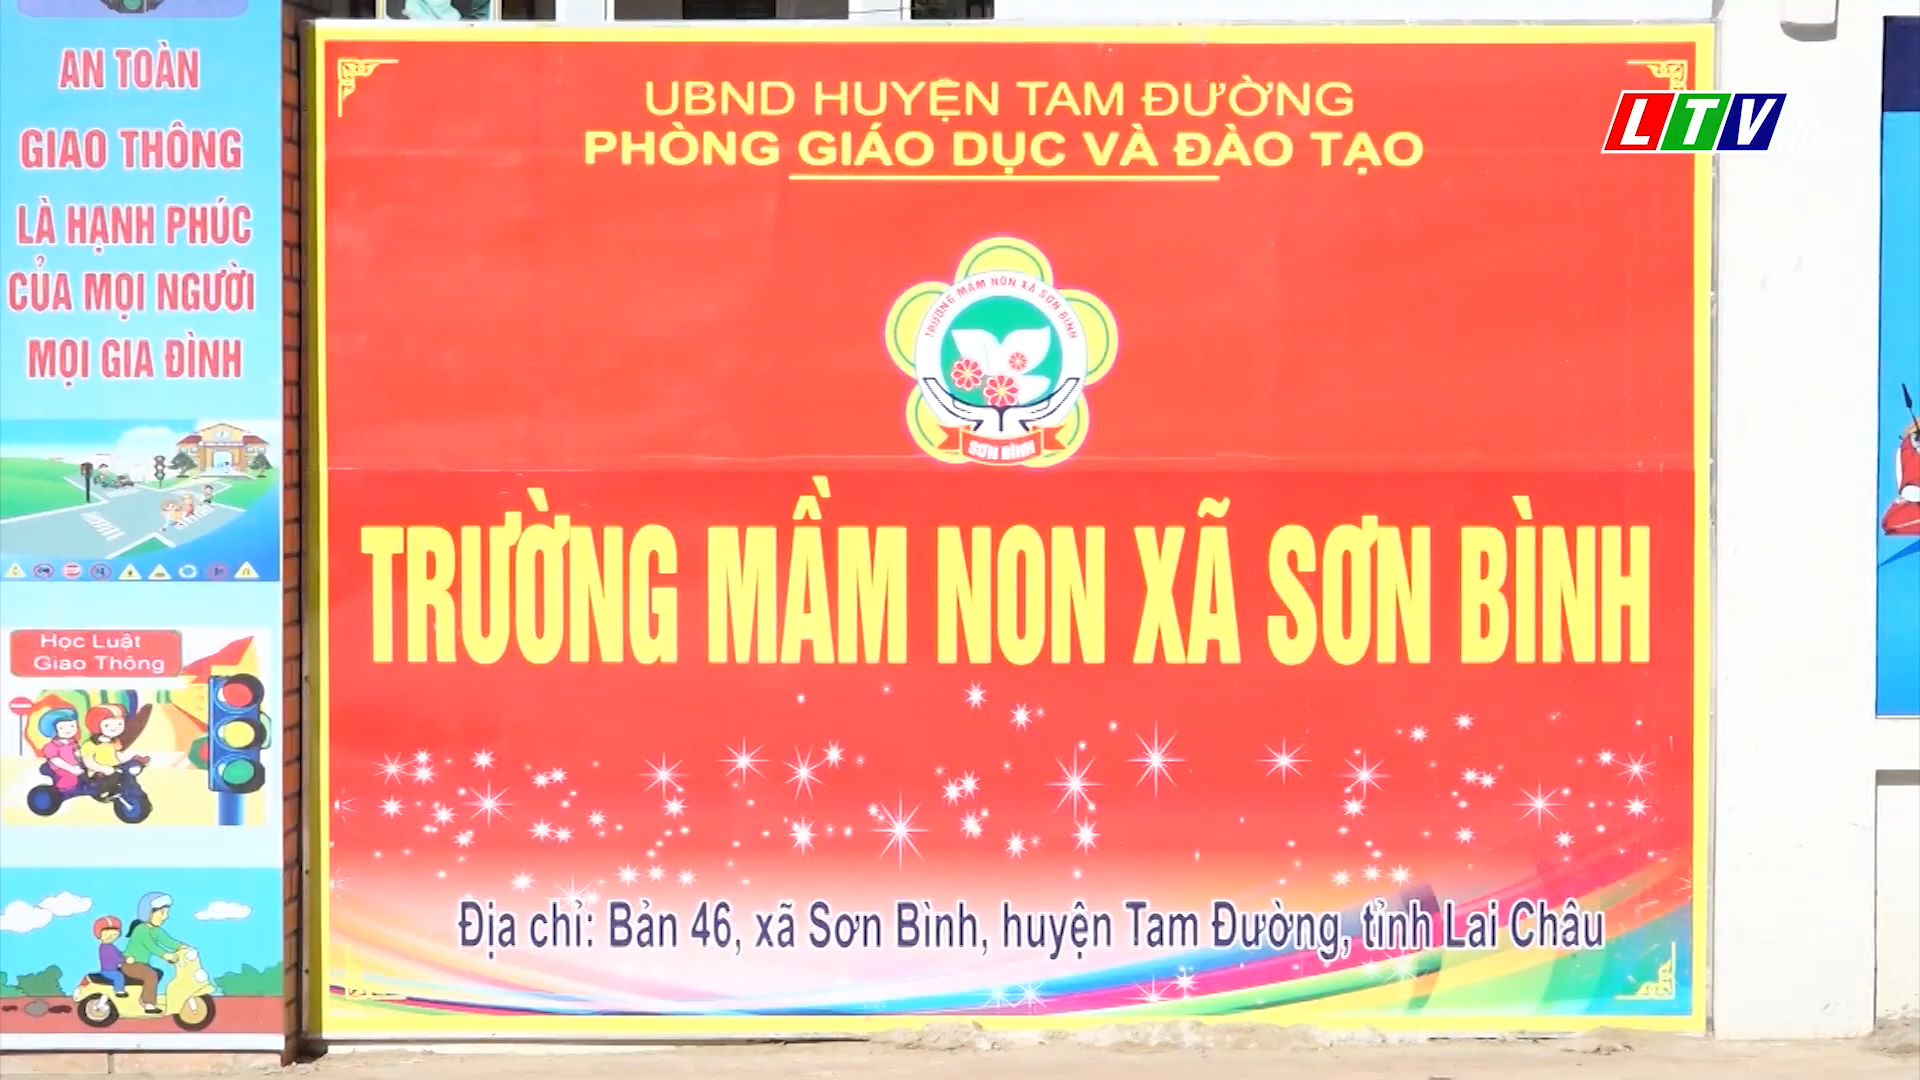 AN TOÀN
GIAO THÔNG
LÀ HẠNH PHÚC
CỦA MỌI NGƯỜI
MỌI GIA ĐÌNH
Học Luật
Giao Thông
UBND HUYỆN TAM ĐƯỜNG
PHÒNG GIÁO DỤC VÀ ĐÀO TẠO
TRƯỜNG MẦM NON XÃ SƠN BÌNH
SƠN BÌNH
TRƯỜNG MẦM NON XÃ SƠN BÌNH
Địa chỉ: Bản 46, xã Sơn Bình, huyện Tam Đường, tỉnh Lai Châu
LTV